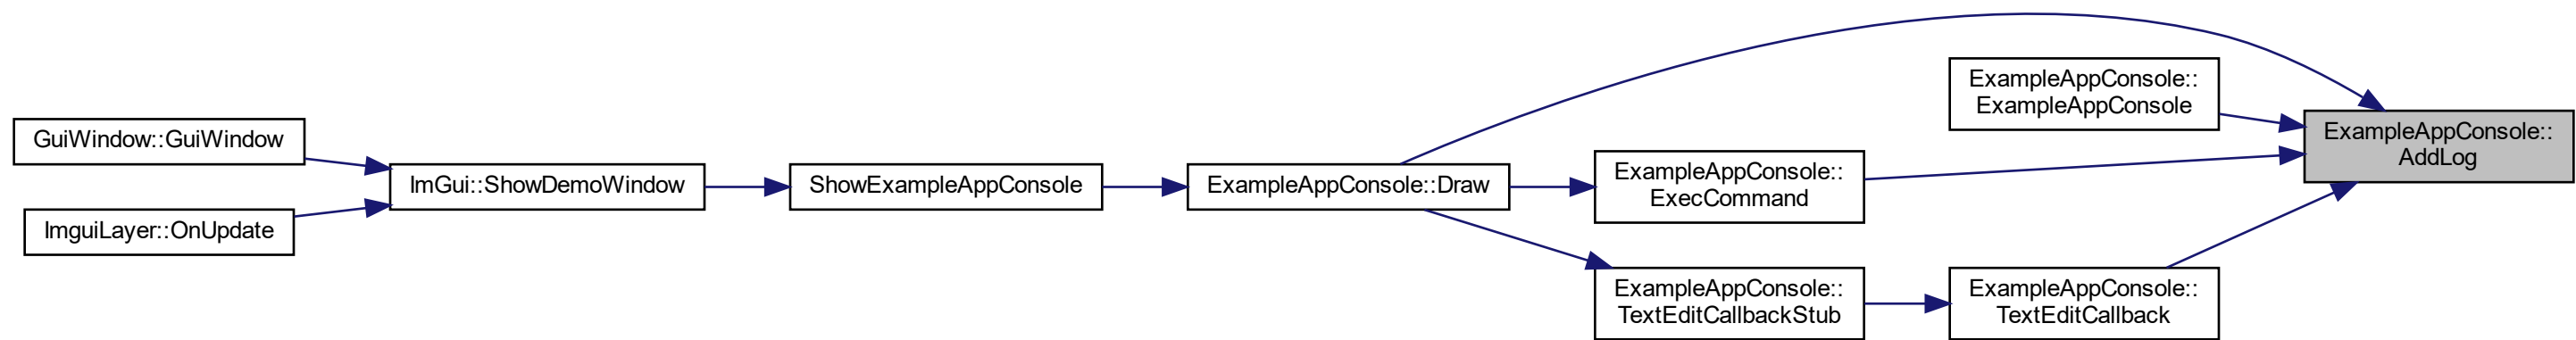 GuiWindow::GuiWindow
ImguiLayer::OnUpdate
ImGui::ShowDemoWindow
ShowExampleAppConsole
ExampleAppConsole::Draw
ExampleAppConsole::
ExecCommand
ExampleAppConsole::
TextEditCallbackStub
ExampleAppConsole::
ExampleAppConsole
ExampleAppConsole::
TextEditCallback
ExampleAppConsole::
AddLog